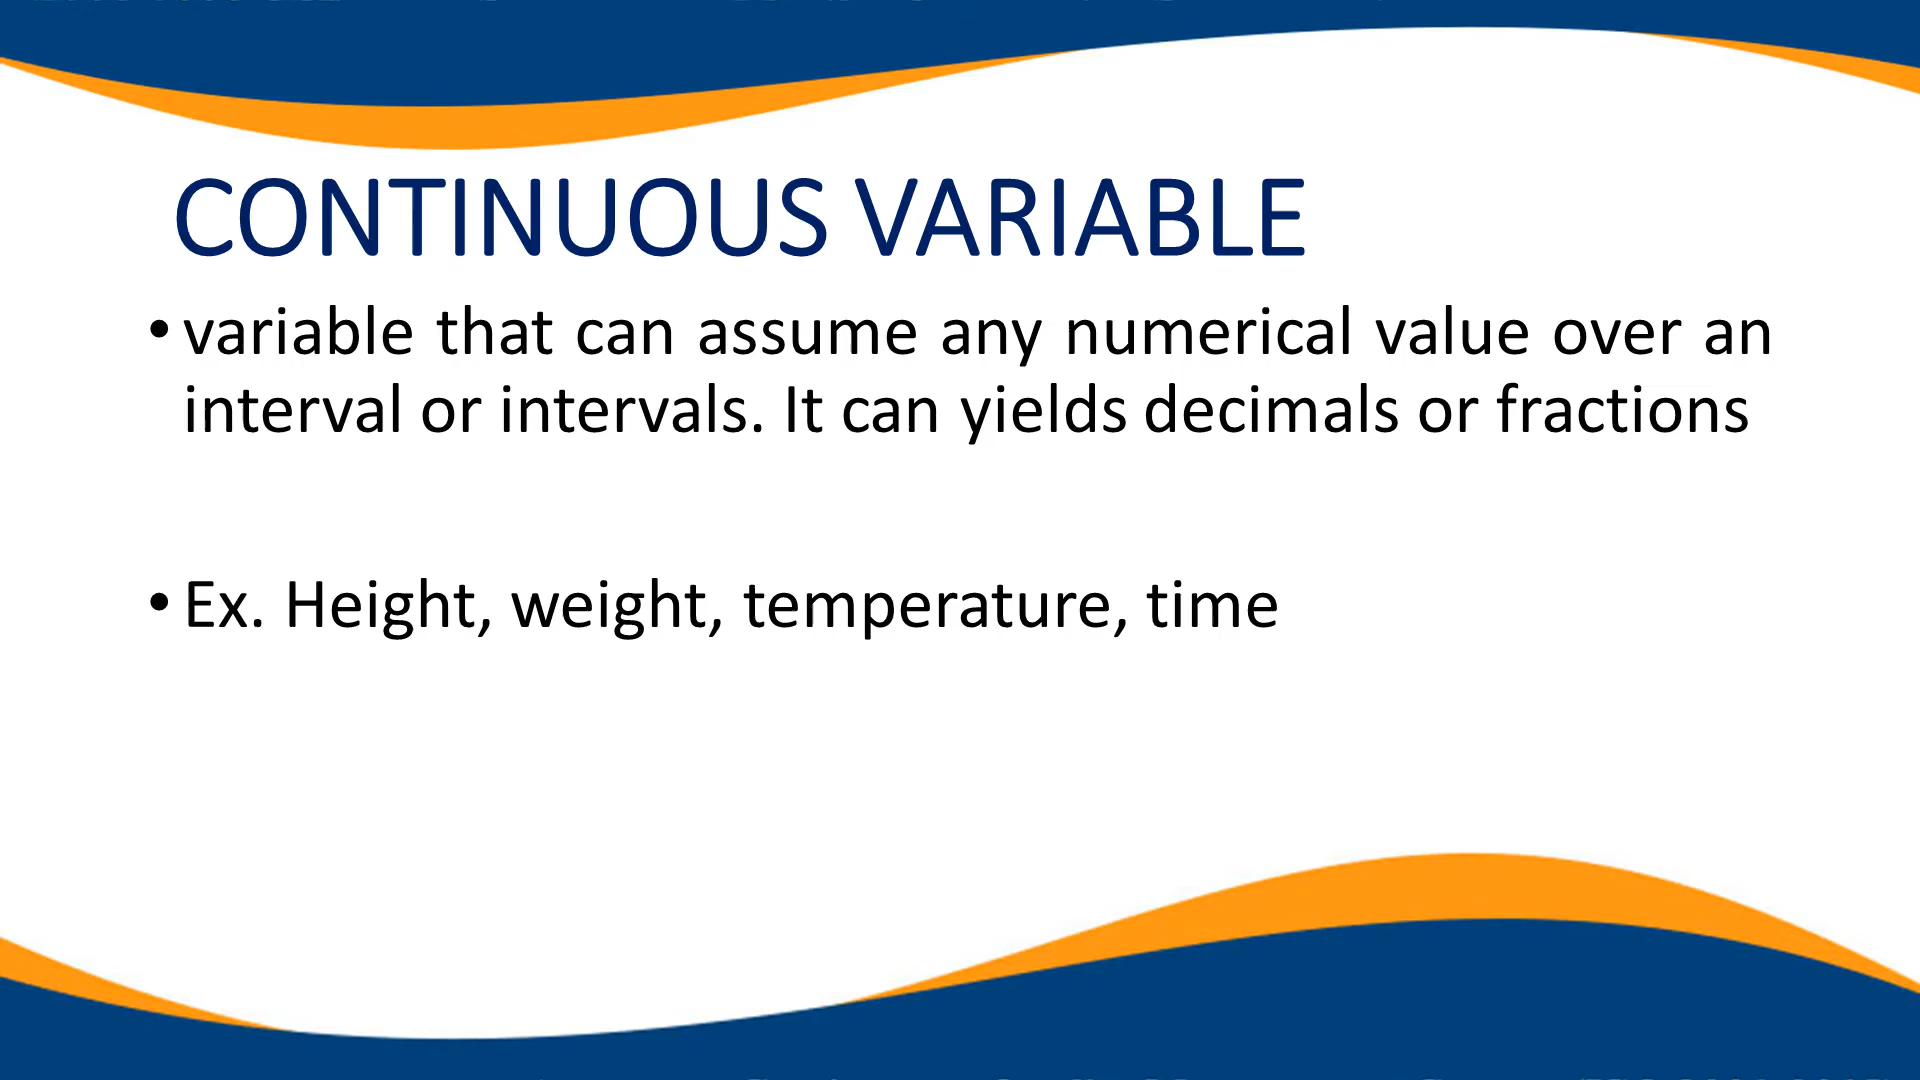 CONTINUOUS VARIABLE
• variable that can assume any numerical value over an
interval or intervals. It can yields decimals or fractions
• Ex. Height, weight, temperature, time